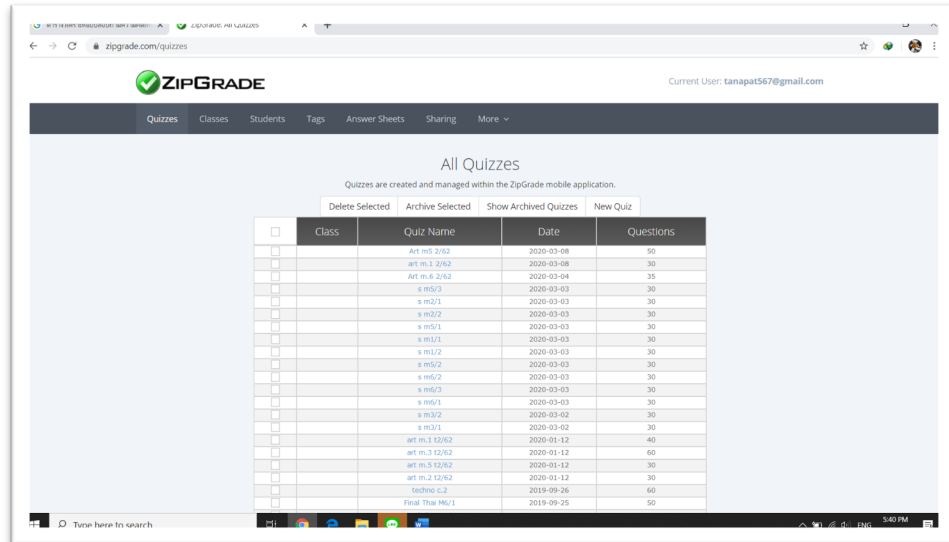 ZipGrade: All Quizzes
zipgrade.com/quizzes
ZIPGRADE
Current User: tanapat567@gmail.com
Quizzes Classes Students Tags Answer Sheets Sharing More
All Quizzes
Quizzes are created and managed within the ZipGrade mobile application.
Delete Selected Archive Selected Show Archived Quizzes New Quiz
Class Quiz Name Date Questions
Art m5 2/62 2020-03-08 50
art m.1 2/62 2020-03-08 30
Art m.6 2/62 2020-03-04 35
s m5/3 2020-03-03 30
s m2/1 2020-03-03 30
s m2/2 2020-03-03 30
s m5/1 2020-03-03 30
s m1/1 2020-03-03 30
s m1/2 2020-03-03 30
s m5/2 2020-03-03 30
s m6/2 2020-03-03 30
s m6/3 2020-03-03 30
s m6/1 2020-03-03 30
s m3/2 2020-03-02 30
s m3/1 2020-03-02 30
art m.1 t2/62 2020-01-12 40
art m.3 t2/62 2020-01-12 60
art m.5 t2/62 2020-01-12 30
art m.2 t2/62 2020-01-12 30
techno c.2 2019-09-26 60
Final Thai M6/1 2019-09-25 50
Type here to search
ENG 5:40 PM